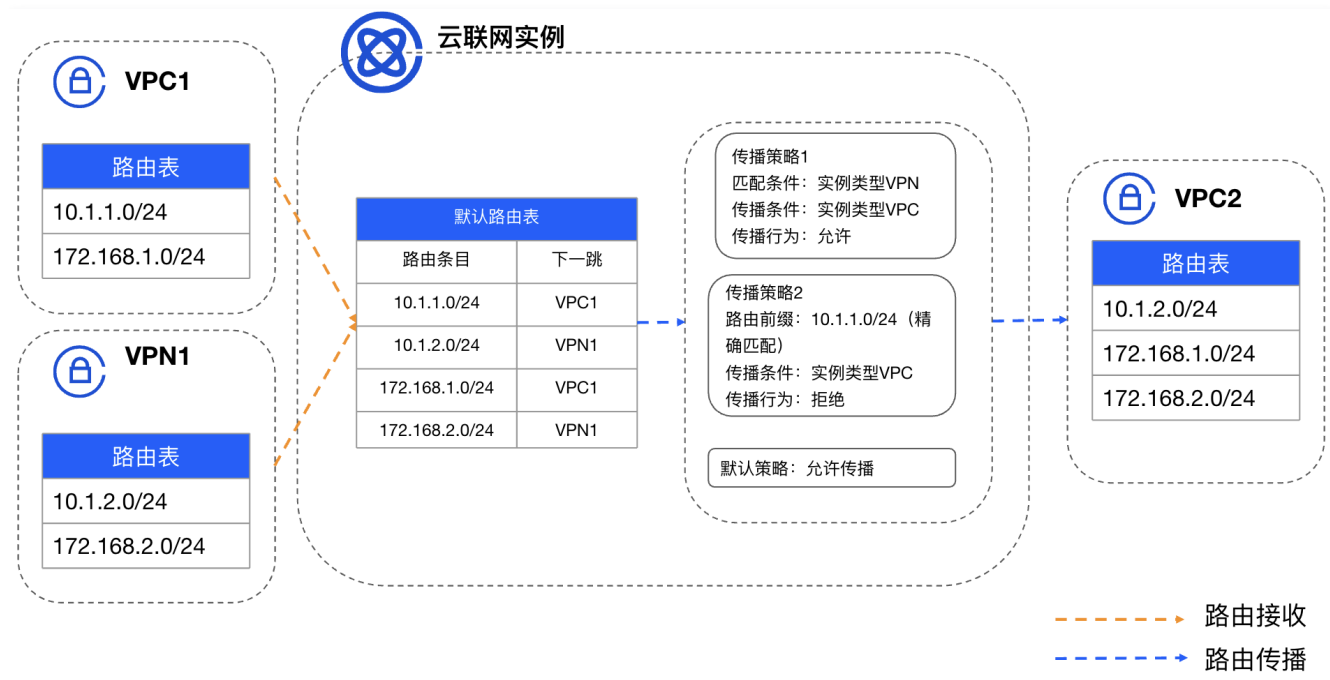 云联网实例
VPC1
路由表
10.1.1.0/24
172.168.1.0/24
VPN1
路由表
10.1.2.0/24
172.168.2.0/24
默认路由表
路由条目 下一跳
10.1.1.0/24 VPC1
10.1.2.0/24 VPN1
172.168.1.0/24 VPC1
172.168.2.0/24 VPN1
传播策略1
匹配条件：实例类型VPN
传播条件：实例类型VPC
传播行为：允许
传播策略2
路由前缀：10.1.1.0/24（精
确匹配）
传播条件：实例类型VPC
传播行为：拒绝
默认策略：允许传播
VPC2
路由表
10.1.2.0/24
172.168.1.0/24
172.168.2.0/24
路由接收
路由传播